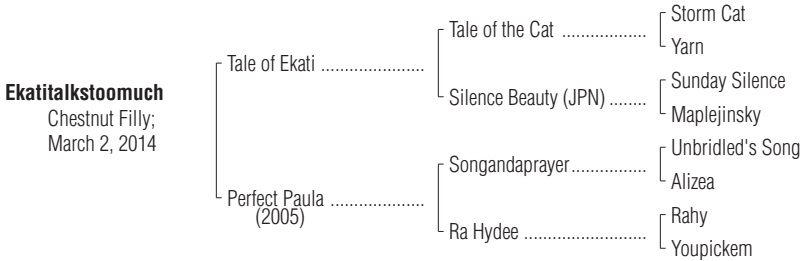 Ekatitalkstoomuch
Chestnut Filly;
March 2, 2014
Tale of Ekati ......................
Perfect Paula ....................
(2005)
Tale of the Cat ..................
Silence Beauty (JPN) ........
Songandaprayer................
Ra Hydee ..........................
Storm Cat
Yarn
Sunday Silence
Maplejinsky
Unbridled's Song
Alizea
Rahy
Youpickem